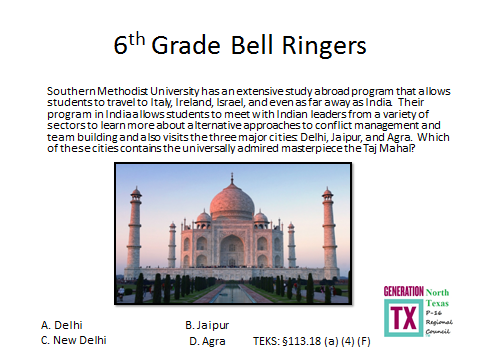 6th Grade Bell Ringers
Southern Methodist University has an extensive study abroad program that allows
students to travel to Italy, Ireland, Israel, and even as far away as India.  Their
program in India allows students to meet with Indian leaders from a variety of
sectors to learn more about alternative approaches to conflict management and
team building and also visits the three major cities: Delhi, Jaipur, and Agra.  Which
of these cities contains the universally admired masterpiece the Taj Mahal?
GENERATION
TX
North
Texas
P-16
Regional
Council
A. Delhi
B. Jaipur
C. New Delhi
D. Agra
TEKS: §113.18 (a) (4) (F)